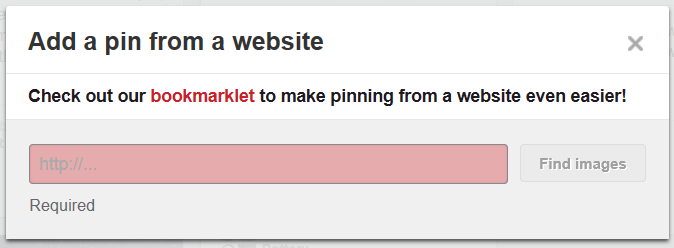 Add a pin from a website
Check out our bookmarklet to make pinning from a website even easier!
http://...
Find images
Required